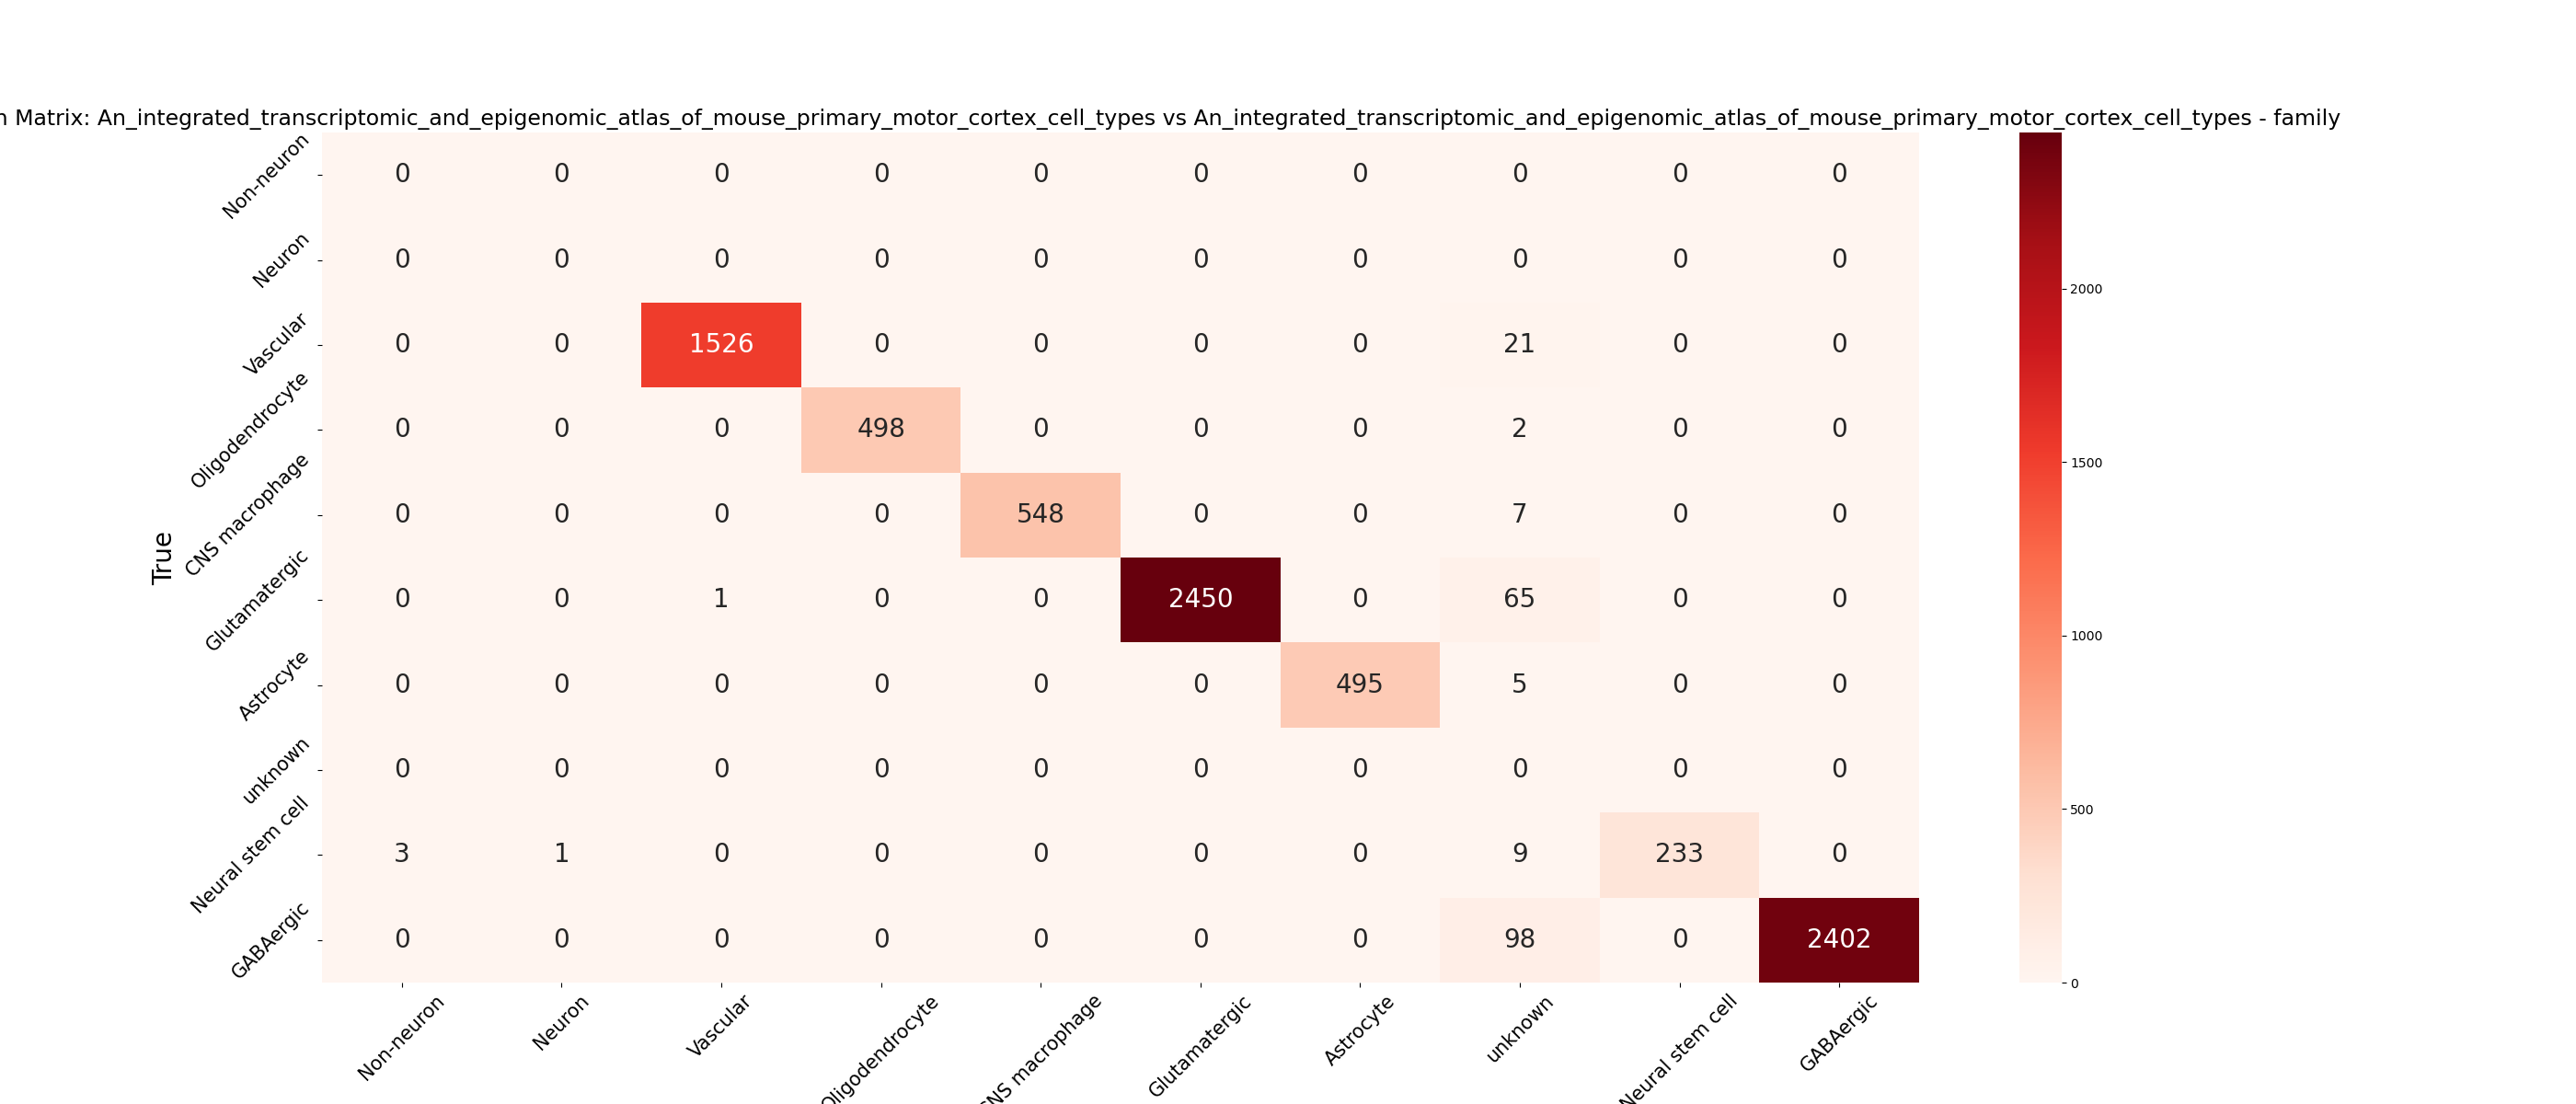 n Matrix: An_integrated_transcriptomic_and_epigenomic_atlas_of_mouse_primary_motor_cortex_cell_types vs An_integrated_transcriptomic_and_epigenomic_atlas_of_mouse_primary_motor_cortex_cell_types - family
Non-neuron 0 0 0 0 0 0 0 0 0 0
Neuron 0 0 0 0 0 0 0 0 0 0
Vascular 0 0 1526 0 0 0 0 21 0 0
Oligodendrocyte 0 0 0 498 0 0 0 2 0 0
CNS macrophage 0 0 0 0 548 0 0 7 0 0
Glutamatergic 0 0 1 0 0 2450 0 65 0 0
Astrocyte 0 0 0 0 0 0 495 5 0 0
unknown 0 0 0 0 0 0 0 0 0 0
Neural stem cell 3 1 0 0 0 0 0 9 233 0
GABAergic 0 0 0 0 0 0 0 98 0 2402
True
Non-neuron
Neuron
Vascular
Oligodendrocyte
CNS macrophage
Glutamatergic
Astrocyte
unknown
Neural stem cell
GABAergic
2000
1500
1000
500
0